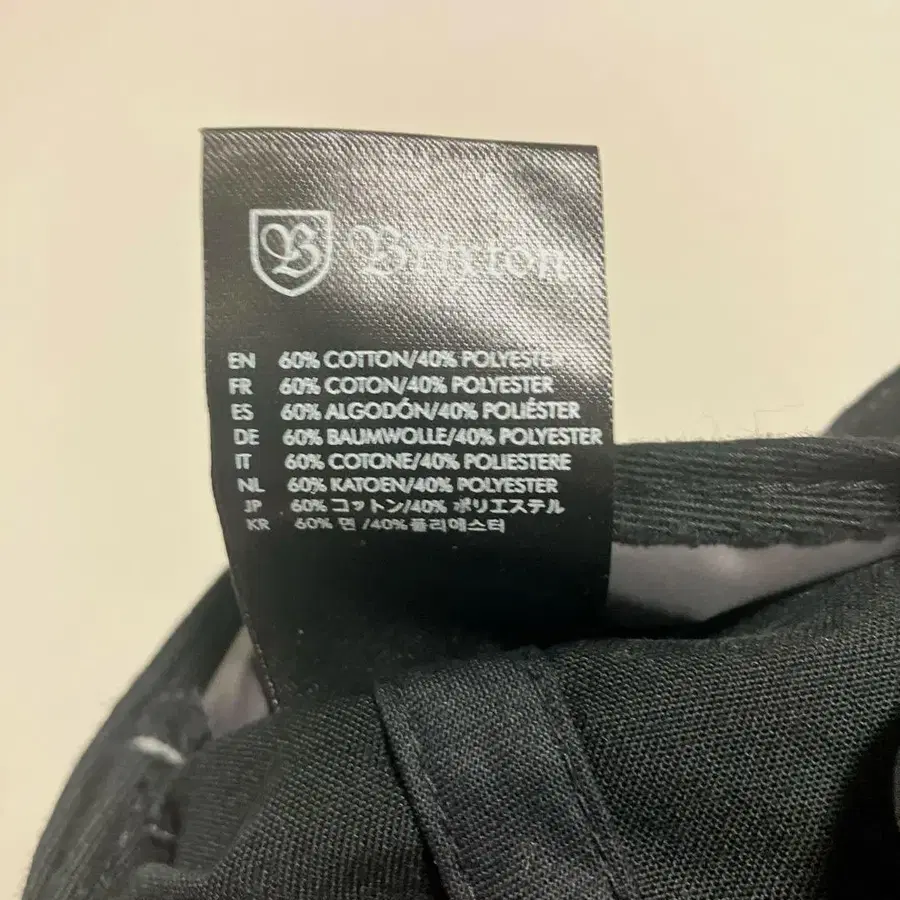 B Brixton
EN 60% COTTON/40% POLYESTER
FR 60% COTON/40% POLYESTER
ES 60% ALGODÓN/40% POLIÉSTER
DE 60% BAUMWOLLE/40% POLYESTER
IT 60% COTONE/40% POLIESTERE
NL 60% KATOEN/40% POLYESTER
JP 60% コットン/40% ポリエステル
KR 60% 면 /40% 폴리에스터